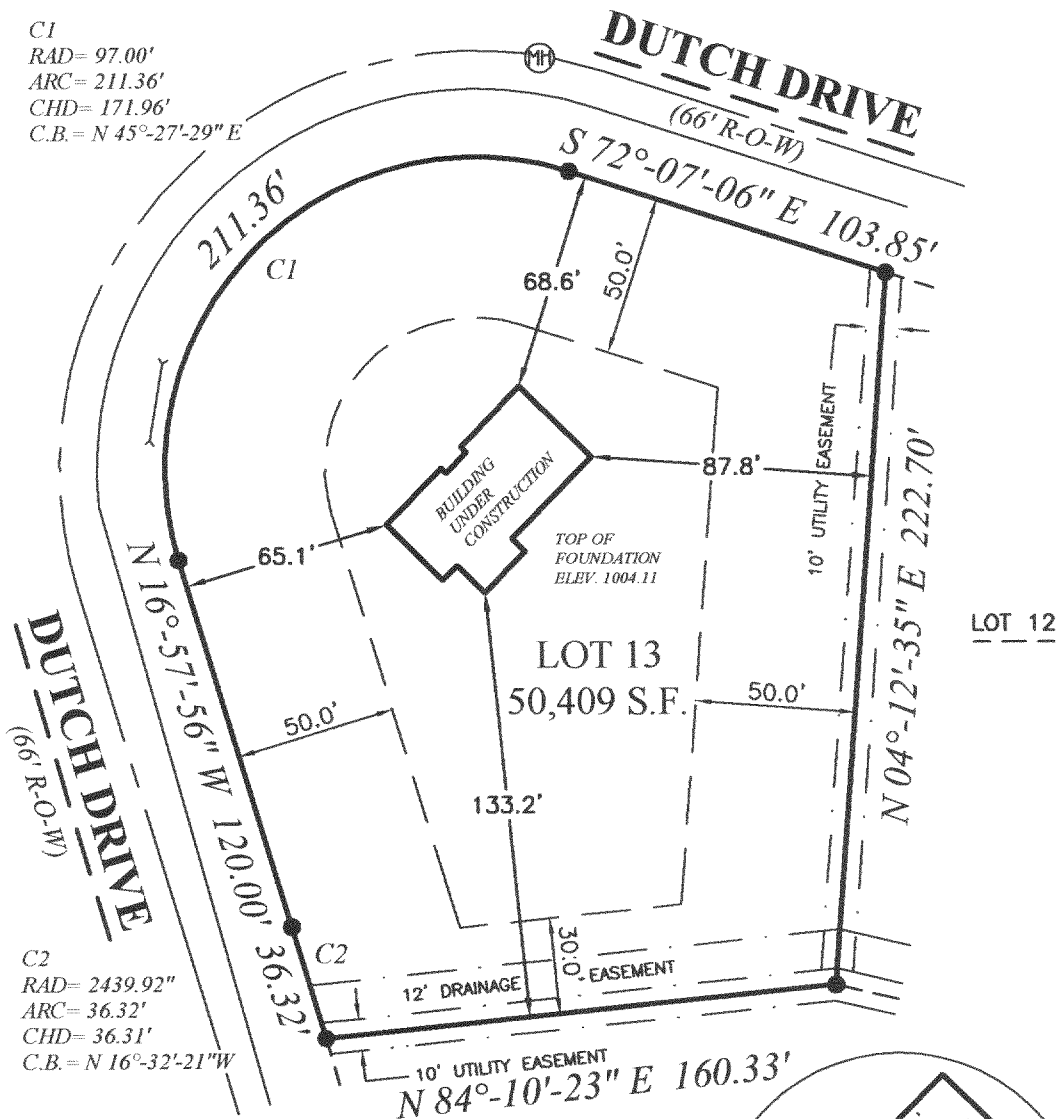 C1
RAD= 97.00'
ARC= 211.36'
CHD= 171.96'
C.B.= N 45°-27'-29" E
MH
DUTCH DRIVE
(66' R-O-W)
S 72°-07'-06" E 103.85'
211.36'
C1
68.6'
50.0'
10' UTILITY EASEMENT
BUILDING
UNDER
CONSTRUCTION
87.8'
TOP OF
FOUNDATION
ELEV. 1004.11
65.1'
N 04°-12'-35" E 222.70'
LOT 12
LOT 13
50,409 S.F.
N 16°-57'-56" W 120.00'
50.0'
50.0'
DUTCH DRIVE
(66' R-O-W)
133.2'
36.32'
C2
30.0'
12' DRAINAGE EASEMENT
C2
RAD= 2439.92"
ARC= 36.32'
CHD= 36.31'
C.B.= N 16°-32'-21"W
10' UTILITY EASEMENT
N 84°-10'-23" E 160.33'